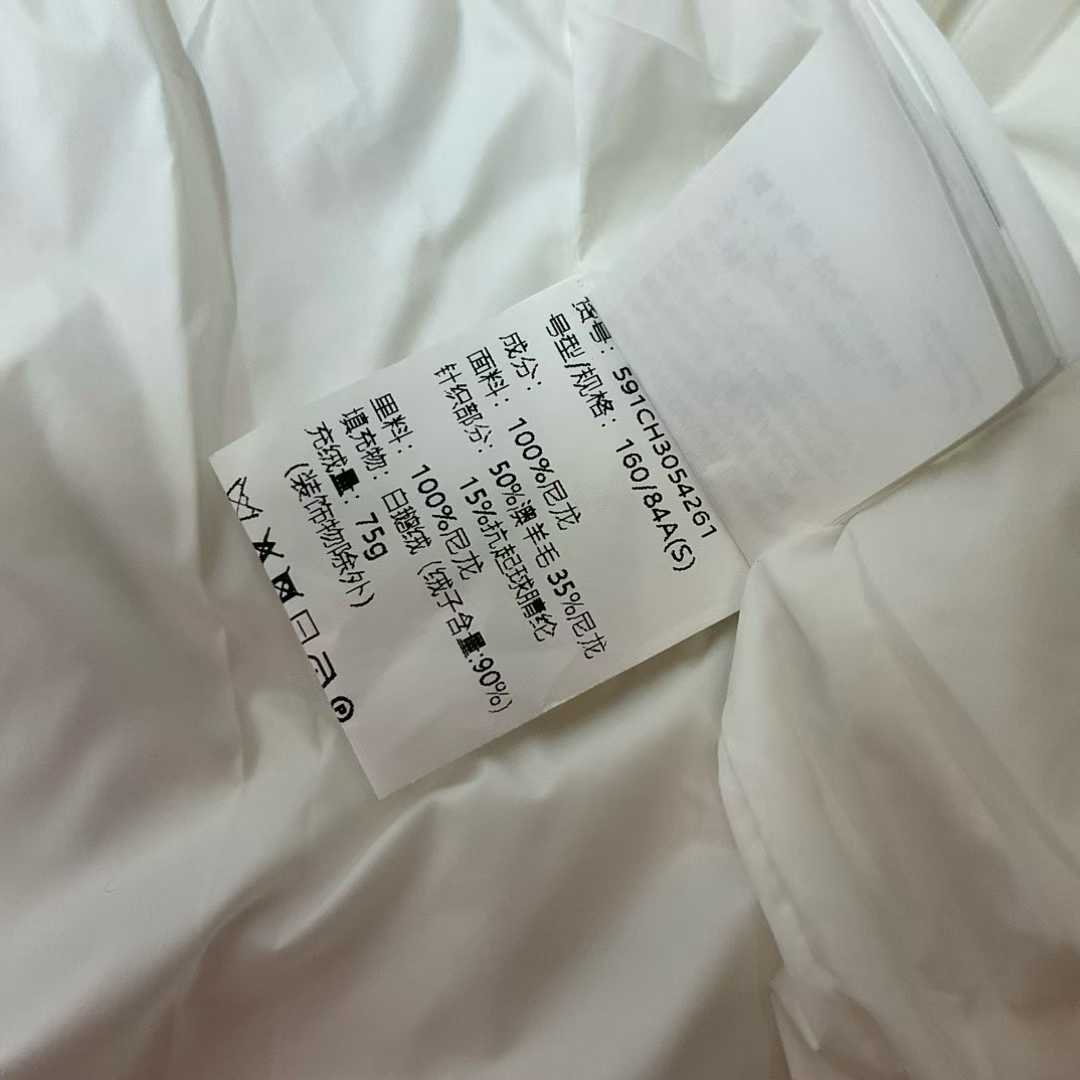 货号：591CH3054261
号型/规格：160/84A(S)
成分：
面料：100%尼龙
针织部分：50%澳羊毛 35%尼龙
15%抗起球腈纶
里料：100%尼龙
填充物：白鹅绒（绒子含量:90%）
充绒量：75g
(装饰物除外)
P